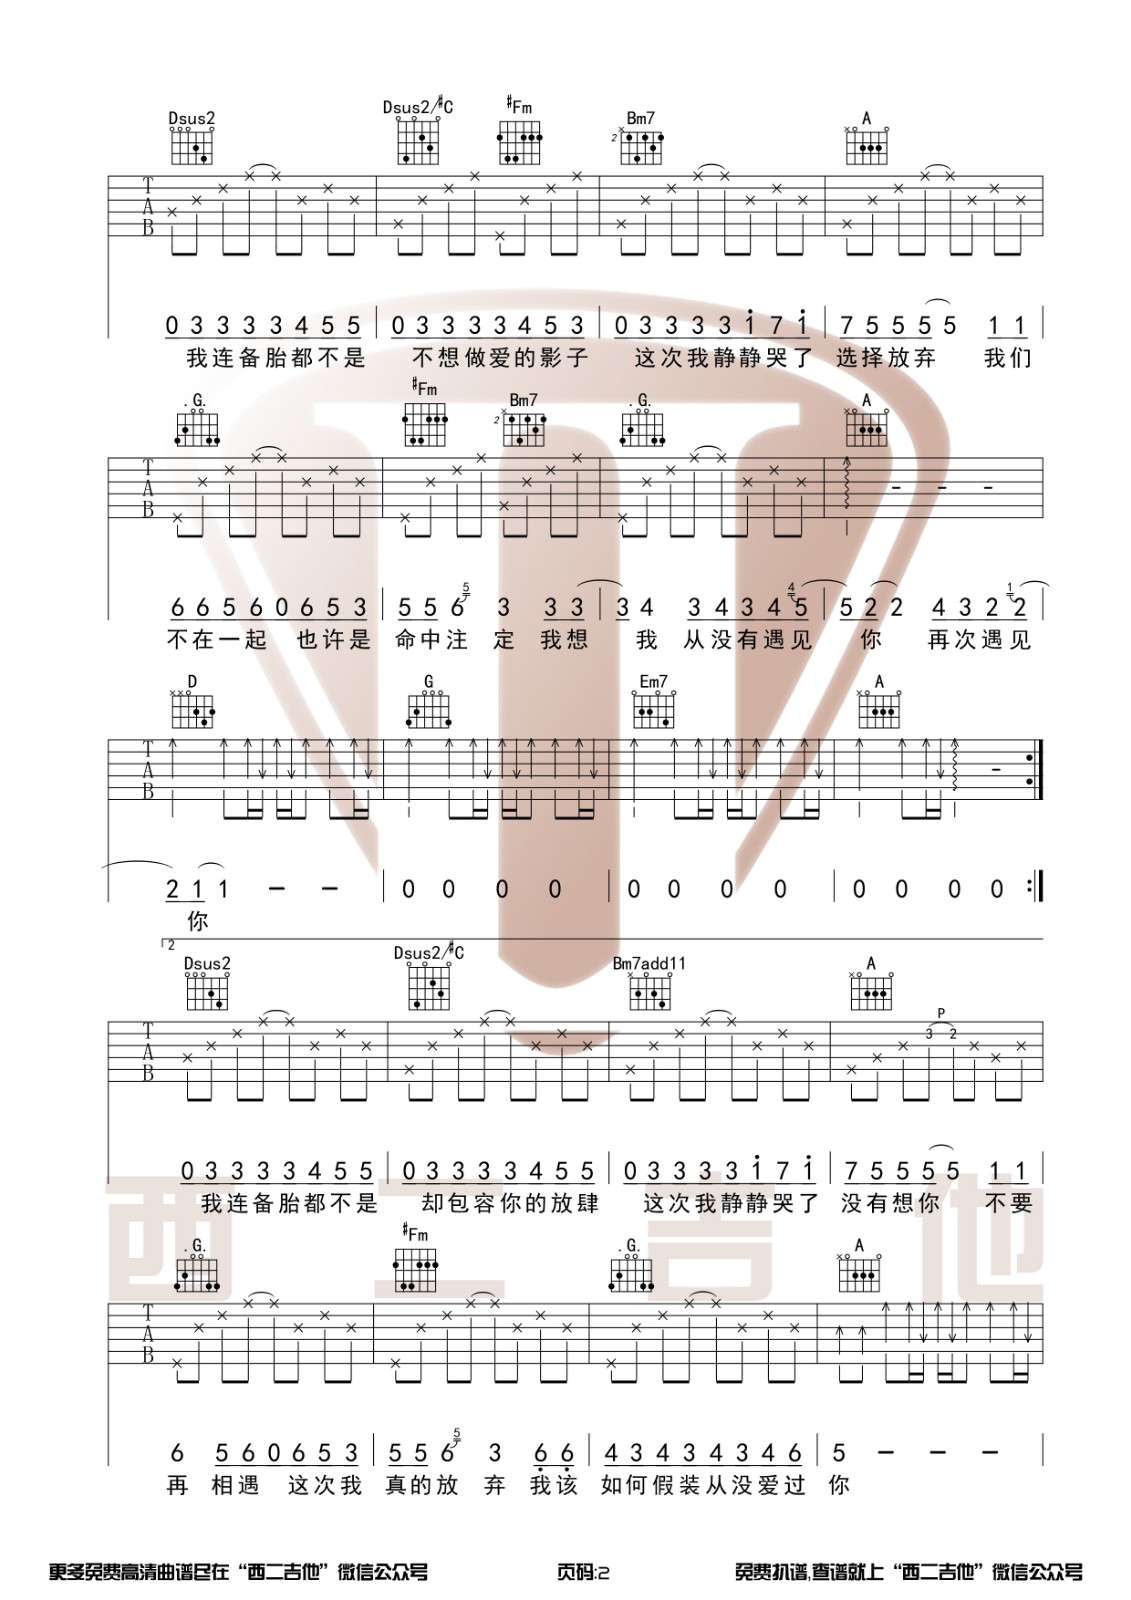 Dsus2 Dsus2/#C #Fm Bm7 A
2
T
A
B
0 3 3 3 3 4 5 5 0 3 3 3 3 4 5 3 0 3 3 3 3 1 7 1 7 5 5 5 5 1 1
我连备胎都不是 不想做爱的影子 这次我静静哭了 选择放弃 我们
.G. #Fm Bm7 .G. A
2
T
A
B
6 6 5 6 0 6 5 3 5 5 6 5 3 3 3 3 4 3 4 3 4 4 5 5 2 2 4 3 2 1 2
不在一起 也许是 命中注 定 我想 我 从没有遇见 你 再次遇见
D G Em7 A
T
A
B
2 1 1 - - 0 0 0 0 0 0 0 0 0 0 0 0
你
2
Dsus2 Dsus2/#C Bm7add11 A
P
3 2
T
A
B
0 3 3 3 3 4 5 5 0 3 3 3 3 4 5 5 0 3 3 3 3 1 7 1 7 5 5 5 5 1 1
我连备胎都不是 却包容你的放肆 这次我静静哭了 没有想你 不要
.G. #Fm .G. A
T
A
B
6 5 6 0 6 5 3 5 5 6 5 3 6 6 4 3 4 3 4 3 4 6 5 - - -
再 相遇 这次我 真的放 弃 我该 如何假装从没爱过 你
西二吉他
更多免费高清曲谱尽在“西二吉他”微信公众号 页码:2 免费扒谱,查谱就上“西二吉他”微信公众号